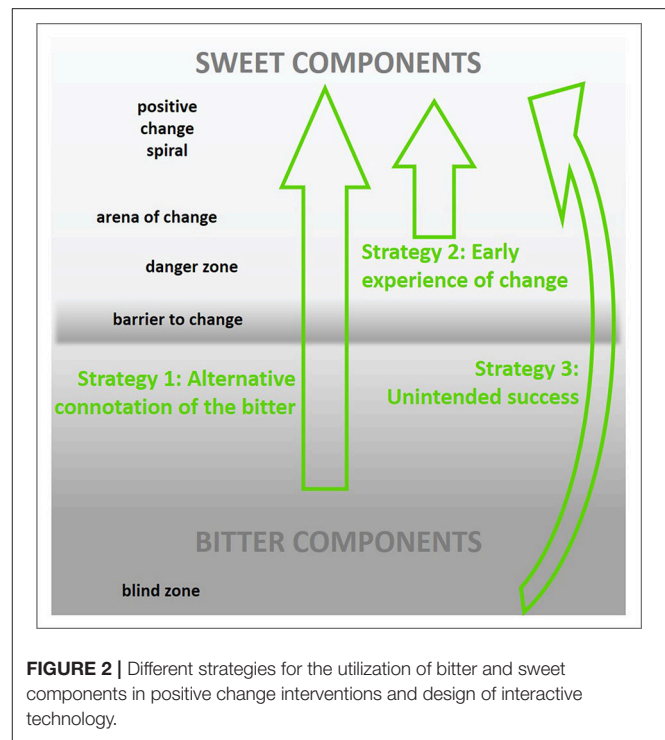 SWEET COMPONENTS
positive
change
spiral
arena of change
danger zone
Strategy 2: Early
experience of change
barrier to change
Strategy 1: Alternative
connotation of the bitter
Strategy 3:
Unintended success
BITTER COMPONENTS
blind zone
FIGURE 2 | Different strategies for the utilization of bitter and sweet
components in positive change interventions and design of interactive
technology.